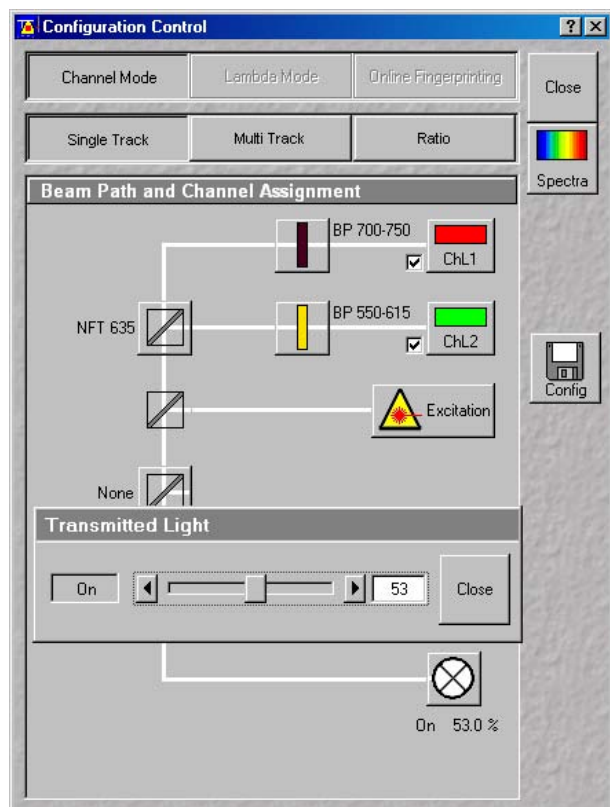 Configuration Control
Channel Mode
Lambda Mode
Online Fingerprinting
Close
Single Track
Multi Track
Ratio
Spectra
Beam Path and Channel Assignment
BP 700-750
ChL1
NFT 635
BP 550-615
ChL2
Config
Excitation
None
Transmitted Light
On
53
Close
On 53.0 %